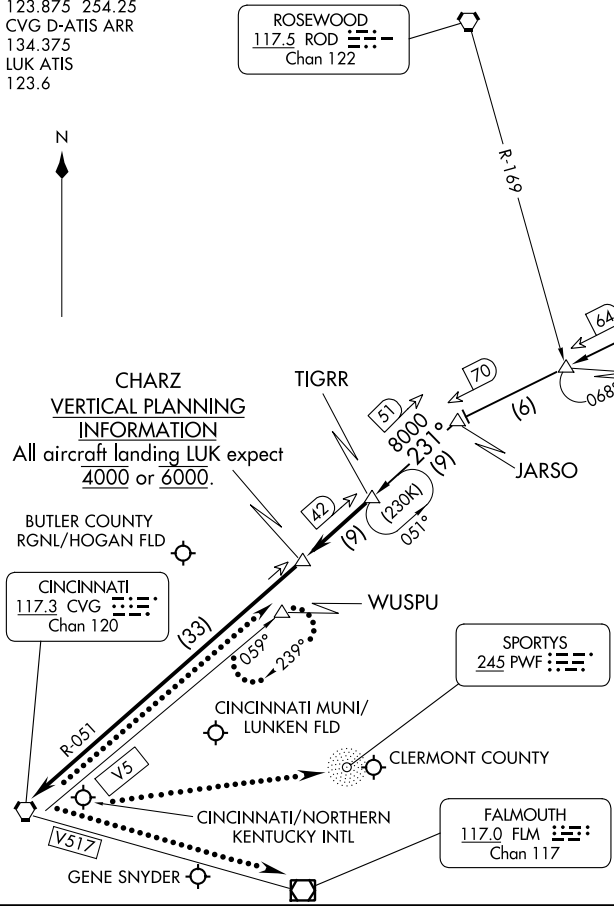 123.875 254.25
CVG D-ATIS ARR
134.375
LUK ATIS
123.6
ROSEWOOD
117.5 ROD
Chan 122
N
R-169
64
068°
(6)
70
JARSO
51
8000
231°
(9)
TIGRR
(230K)
051°
42
(9)
CHARZ
VERTICAL PLANNING
INFORMATION
All aircraft landing LUK expect
4000 or 6000.
BUTLER COUNTY
RGNL/HOGAN FLD
CINCINNATI
117.3 CVG
Chan 120
(33)
WUSPU
059°
239°
SPORTYS
245 PWF
CINCINNATI MUNI/
LUNKEN FLD
R-051
V5
CLERMONT COUNTY
CINCINNATI/NORTHERN
KENTUCKY INTL
V517
GENE SNYDER
FALMOUTH
117.0 FLM
Chan 117